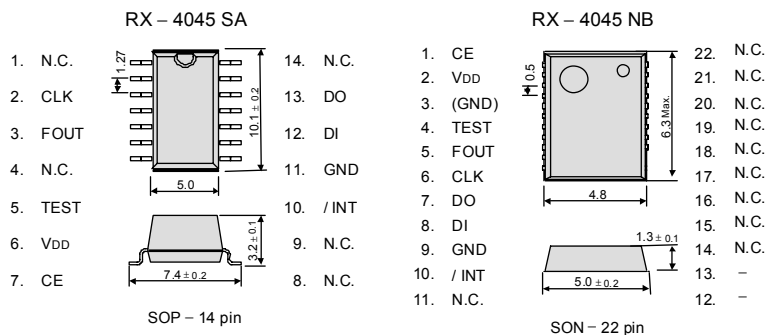 RX – 4045 SA
1. N.C.
2. CLK
3. FOUT
4. N.C.
5. TEST
6. VDD
7. CE
1.27
10.1 ± 0.2
5.0
3.2 ± 0.1
7.4 ± 0.2
14. N.C.
13. DO
12. DI
11. GND
10. / INT
9. N.C.
8. N.C.
SOP – 14 pin
RX – 4045 NB
1. CE
2. VDD
3. (GND)
4. TEST
5. FOUT
6. CLK
7. DO
8. DI
9. GND
10. / INT
11. N.C.
0.5
6.3 Max.
4.8
1.3 ± 0.1
5.0 ± 0.2
22. N.C.
21. N.C.
20. N.C.
19. N.C.
18. N.C.
17. N.C.
16. N.C.
15. N.C.
14. N.C.
13. –
12. –
SON – 22 pin